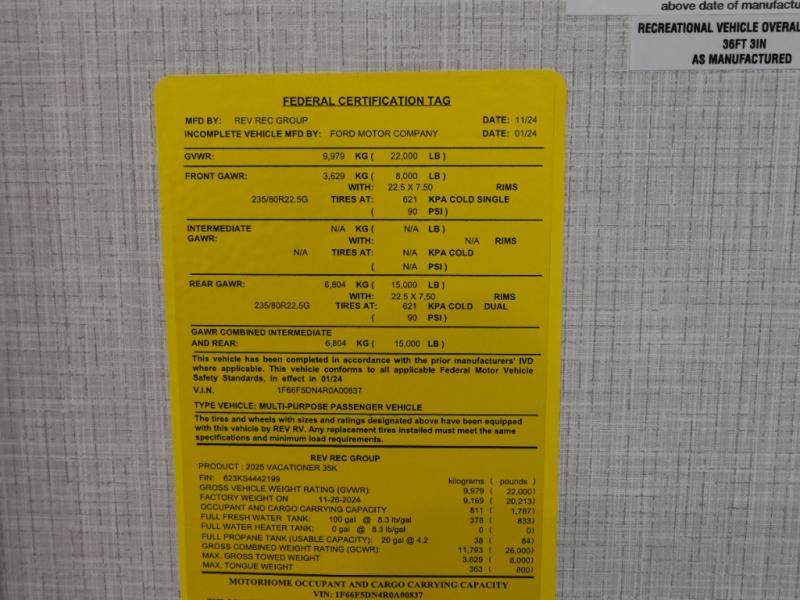 above date of manufactu
RECREATIONAL VEHICLE OVERAL
36FT 3IN
AS MANUFACTURED
FEDERAL CERTIFICATION TAG
MFD BY: REV REC GROUP DATE: 11/24
INCOMPLETE VEHICLE MFD BY: FORD MOTOR COMPANY DATE: 01/24
GVWR: 9,979 KG ( 22,000 LB )
FRONT GAWR: 3,629 KG ( 8,000 LB )
WITH: 22.5 X 7.50 RIMS
235/80R22.5G TIRES AT: 621 KPA COLD SINGLE
( 90 PSI )
INTERMEDIATE N/A KG ( N/A LB )
GAWR: WITH: N/A RIMS
N/A TIRES AT: N/A KPA COLD
( N/A PSI )
REAR GAWR: 6,804 KG ( 15,000 LB )
WITH: 22.5 X 7.50 RIMS
235/80R22.5G TIRES AT: 621 KPA COLD DUAL
( 90 PSI )
GAWR COMBINED INTERMEDIATE
AND REAR: 6,804 KG ( 15,000 LB )
This vehicle has been completed in accordance with the prior manufacturers' IVD
where applicable. This vehicle conforms to all applicable Federal Motor Vehicle
Safety Standards, in effect in 01/24
V.I.N. 1F66F5DN4R0A00837
TYPE VEHICLE: MULTI-PURPOSE PASSENGER VEHICLE
The tires and wheels with sizes and ratings designated above have been equipped
with this vehicle by REV RV. Any replacement tires installed must meet the same
specifications and minimum load requirements.
REV REC GROUP
PRODUCT : 2025 VACATIONER 35K
FIN: 623KS4442199 kilograms ( pounds )
GROSS VEHICLE WEIGHT RATING (GVWR): 9,979 ( 22,000)
FACTORY WEIGHT ON 11-26-2024 9,169 ( 20,213)
OCCUPANT AND CARGO CARRYING CAPACITY 811 ( 1,787)
FULL FRESH WATER TANK: 100 gal @ 8.3 lb/gal 378 ( 833)
FULL WATER HEATER TANK: 0 gal @ 8.3 lb/gal 0 ( 0)
FULL PROPANE TANK (USABLE CAPACITY): 20 gal @ 4.2 38 ( 84)
GROSS COMBINED WEIGHT RATING (GCWR): 11,793 ( 26,000)
MAX. GROSS TOWED WEIGHT 3,629 ( 8,000)
MAX. TONGUE WEIGHT 363 ( 800)
MOTORHOME OCCUPANT AND CARGO CARRYING CAPACITY
VIN: 1F66F5DN4R0A00837